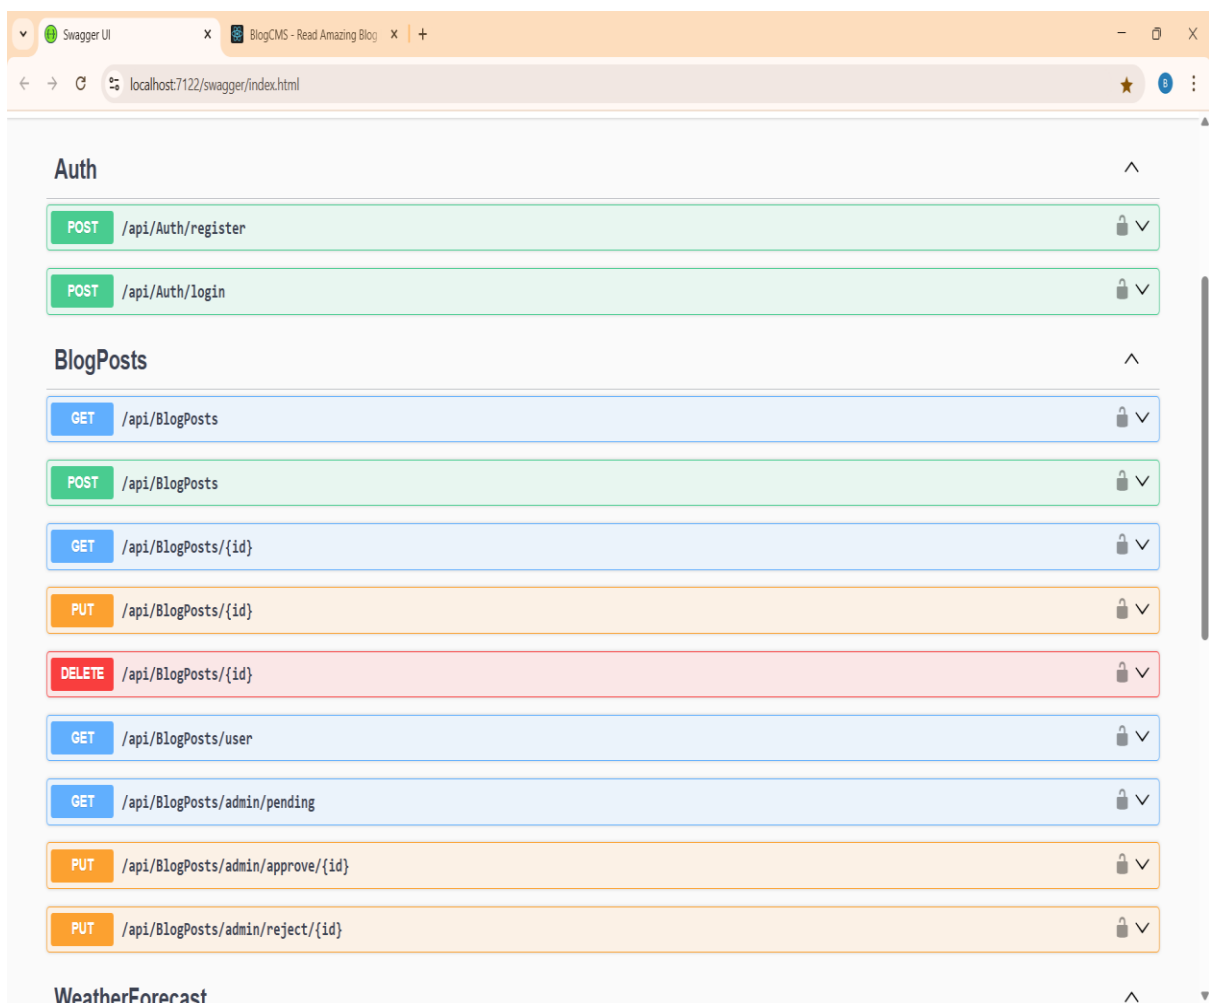 Swagger UI
BlogCMS - Read Amazing Blog
localhost:7122/swagger/index.html
B
Auth
POST /api/Auth/register
POST /api/Auth/login
BlogPosts
GET /api/BlogPosts
POST /api/BlogPosts
GET /api/BlogPosts/{id}
PUT /api/BlogPosts/{id}
DELETE /api/BlogPosts/{id}
GET /api/BlogPosts/user
GET /api/BlogPosts/admin/pending
PUT /api/BlogPosts/admin/approve/{id}
PUT /api/BlogPosts/admin/reject/{id}
WeatherForecast